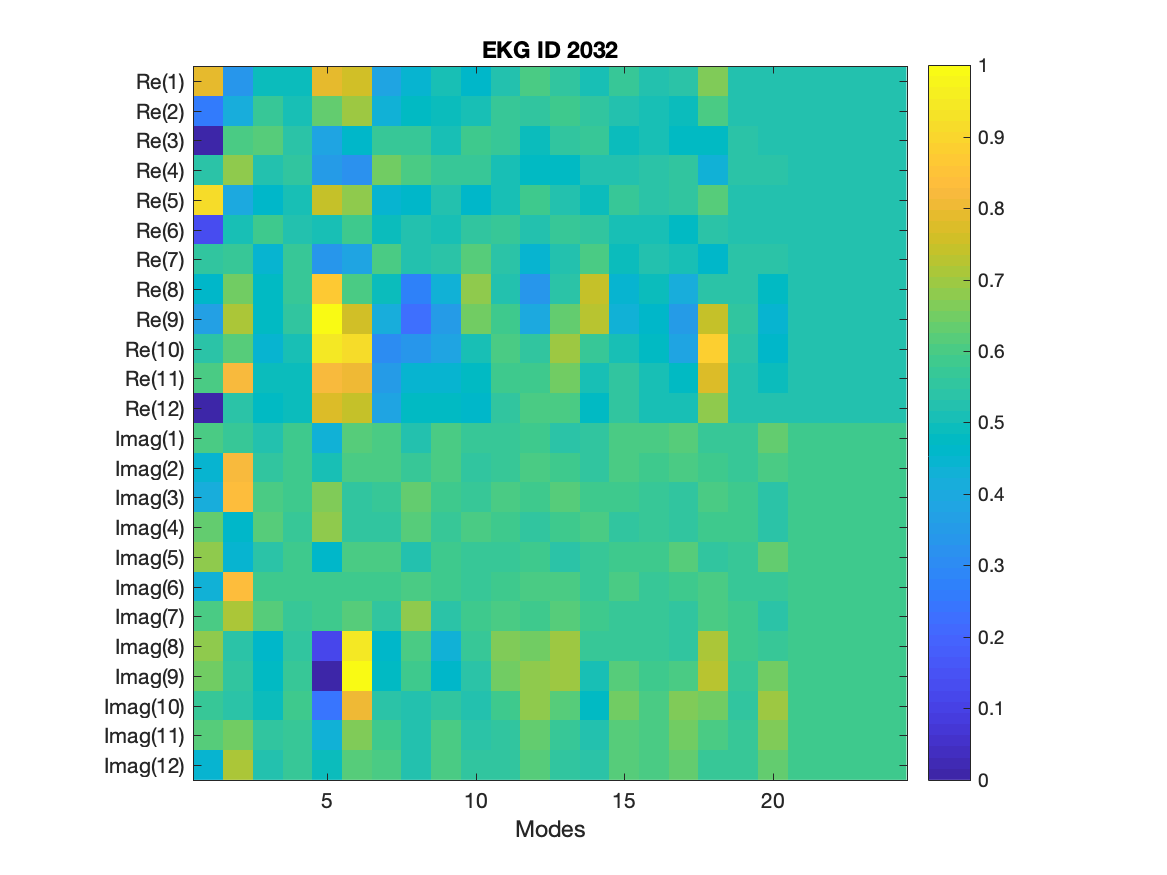 EKG ID 2032
Re(1)
Re(2)
Re(3)
Re(4)
Re(5)
Re(6)
Re(7)
Re(8)
Re(9)
Re(10)
Re(11)
Re(12)
Imag(1)
Imag(2)
Imag(3)
Imag(4)
Imag(5)
Imag(6)
Imag(7)
Imag(8)
Imag(9)
Imag(10)
Imag(11)
Imag(12)
5 10 15 20
Modes
1
0.9
0.8
0.7
0.6
0.5
0.4
0.3
0.2
0.1
0